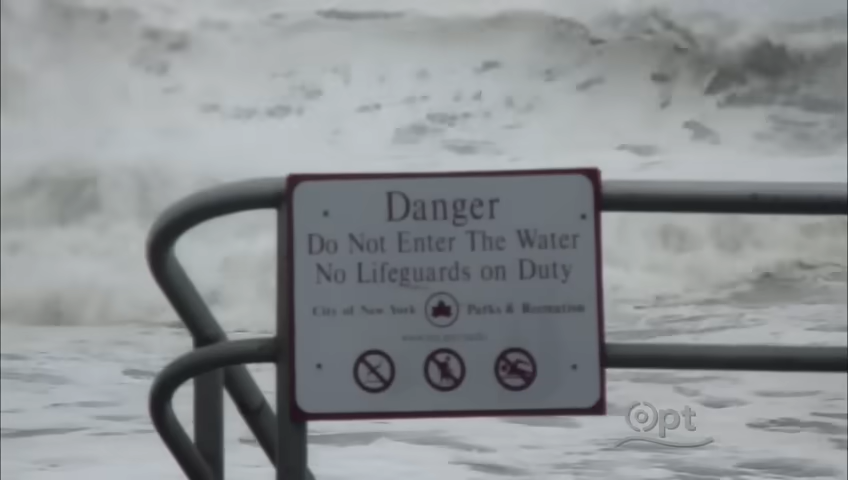 Danger
Do Not Enter The Water
No Lifeguards on Duty
City of New York Parks & Recreation
opt